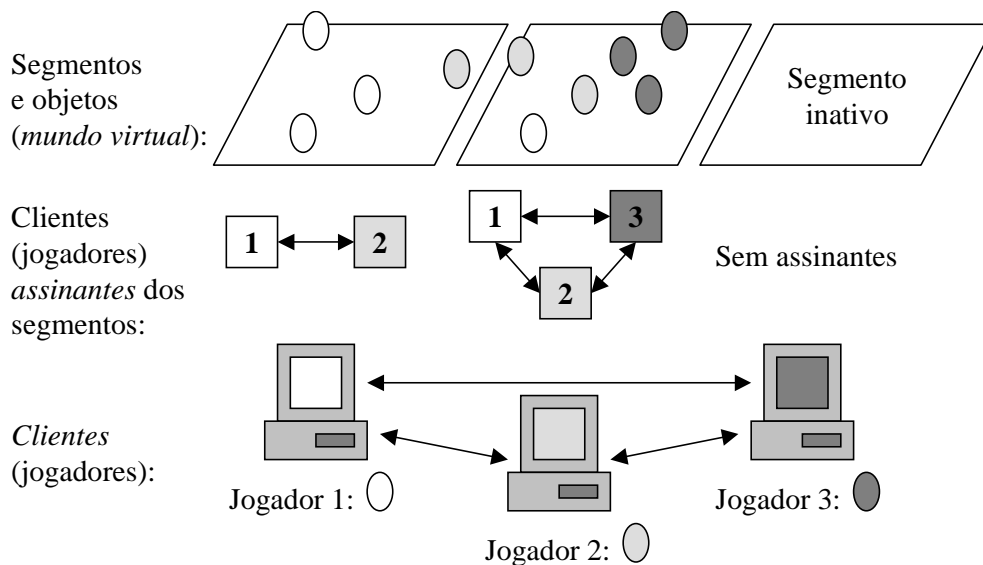 Segmentos
e objetos
(mundo virtual):
Segmento
inativo
Clientes
(jogadores)
assinantes dos
segmentos:
1
2
1
3
2
Sem assinantes
Clientes
(jogadores):
Jogador 1:
Jogador 2:
Jogador 3: